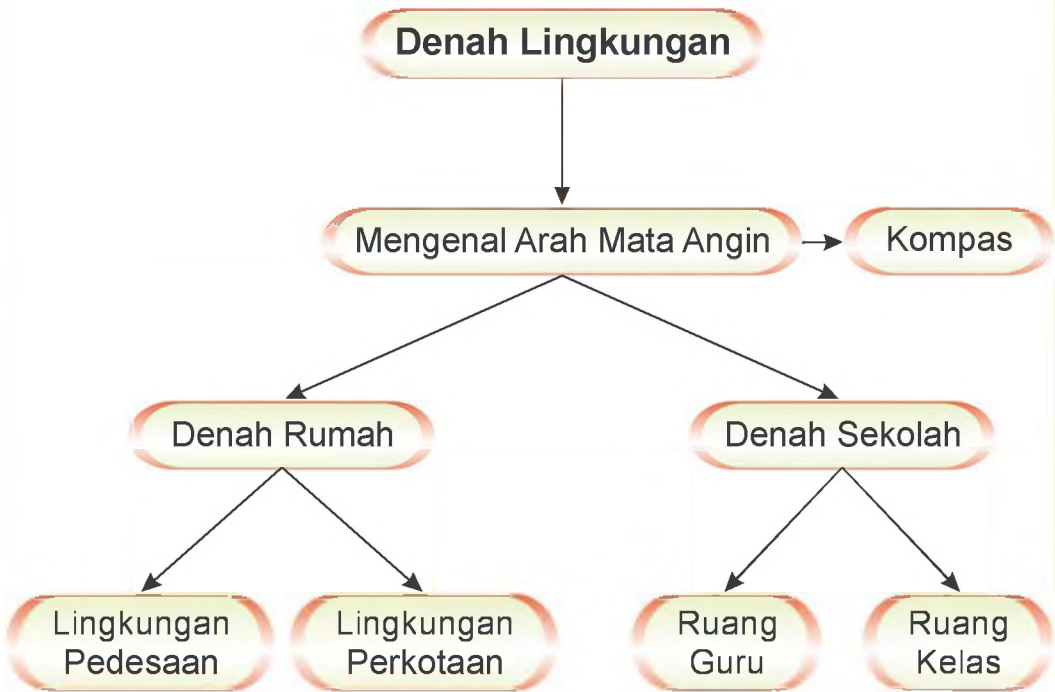 Denah Lingkungan
Mengenal Arah Mata Angin
Kompas
Denah Rumah
Denah Sekolah
Lingkungan
Pedesaan
Lingkungan
Perkotaan
Ruang
Guru
Ruang
Kelas